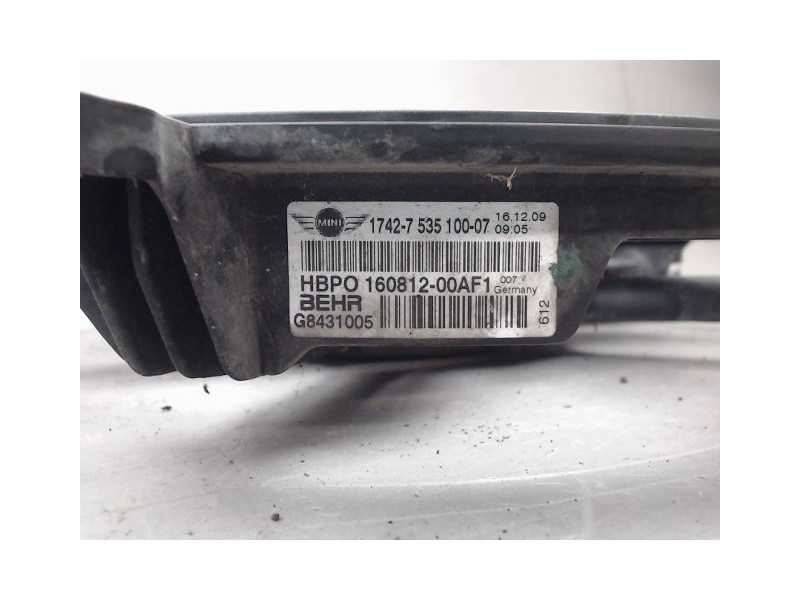 MINI 1742-7 535 100-07 16.12.09
09:05
HBPO 160812-00AF1 007
Germany
BEHR
G8431005
612